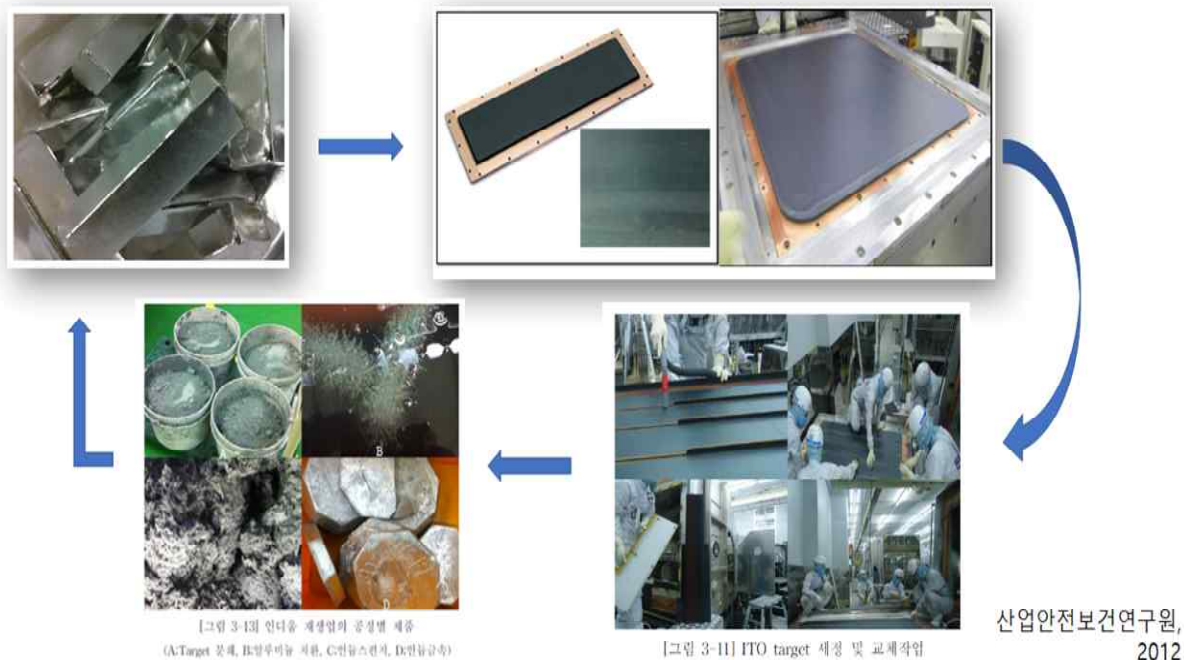 B
D
[그림 3-13] 인디움 재생업의 공정별 제품
(A:Target 분쇄, B:알루미늄 치환, C:인듐스펀지, D:인듐금속)
[그림 3-11] ITO target 세정 및 교체작업
산업안전보건연구원,
2012